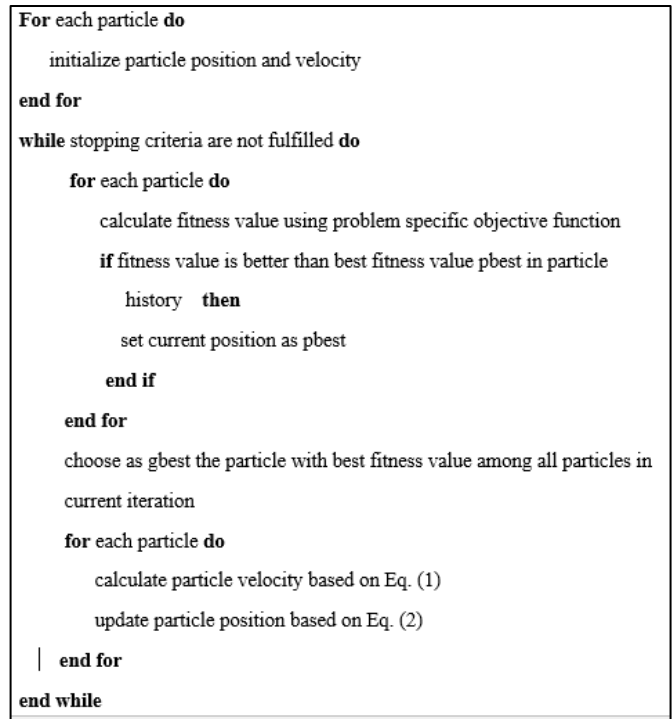 For each particle do
initialize particle position and velocity
end for
while stopping criteria are not fulfilled do
for each particle do
calculate fitness value using problem specific objective function
if fitness value is better than best fitness value pbest in particle
history then
set current position as pbest
end if
end for
choose as gbest the particle with best fitness value among all particles in
current iteration
for each particle do
calculate particle velocity based on Eq. (1)
update particle position based on Eq. (2)
end for
end while